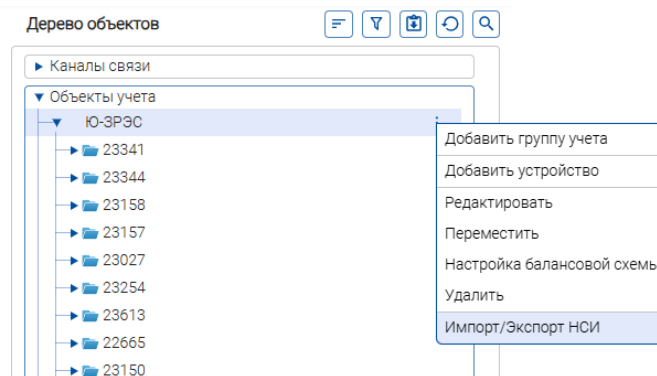 Дерево объектов
Каналы связи
Объекты учета
Ю-ЗРЭС
23341
23344
23158
23157
23027
23254
23613
22665
23150
Добавить группу учета
Добавить устройство
Редактировать
Переместить
Настройка балансовой схемь
Удалить
Импорт/Экспорт НСИ